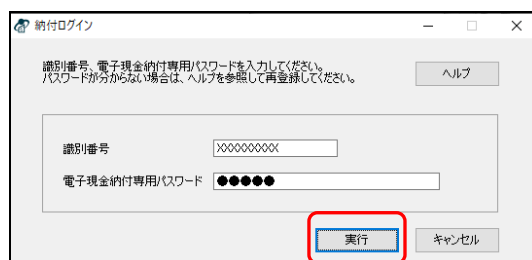 納付ログイン
識別番号、電子現金納付専用パスワードを入力してください。
パスワードが分からない場合は、ヘルプを参照して再登録してください。
ヘルプ
識別番号
XXXXXXXXX
電子現金納付専用パスワード
●●●●●
実行
キャンセル